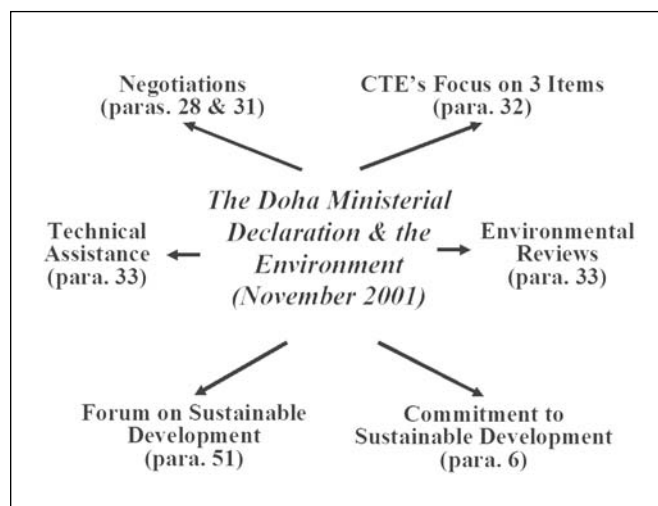 Negotiations
(paras. 28 & 31)
CTE's Focus on 3 Items
(para. 32)
The Doha Ministerial
Declaration & the
Environment
(November 2001)
Technical
Assistance
(para. 33)
Environmental
Reviews
(para. 33)
Forum on Sustainable
Development
(para. 51)
Commitment to
Sustainable Development
(para. 6)